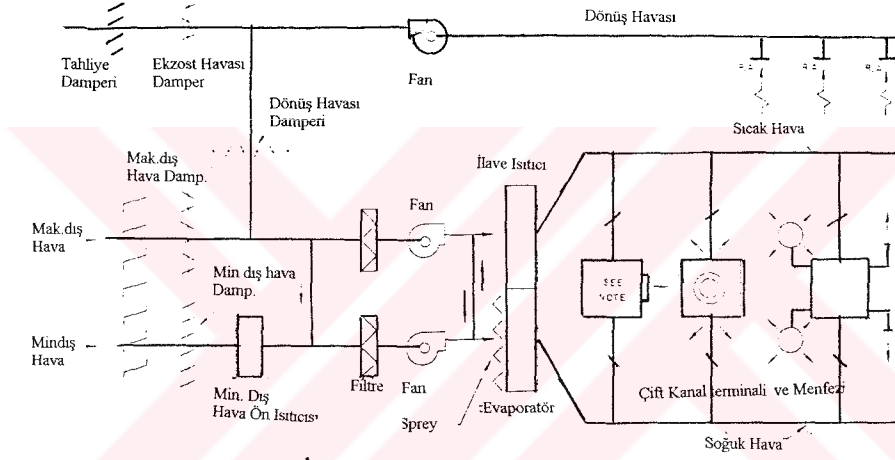 Dönüş Havası
Tahliye
Damperi
Ekzost Havası
Damper
Fan
Dönüş Havası
Damperi
Sıcak Hava
Mak.dış
Hava Damp.
İlave Isıtıcı
Fan
Mak.dış
Hava
Min dış hava
Damp.
SEE
NOTE
Mindış
Hava
Min. Dış
Hava Ön Isıtıcısı
Filtre
Fan
Sprey
Evaporatör
Çift Kanal terminali ve Menfezi
Soğuk Hava